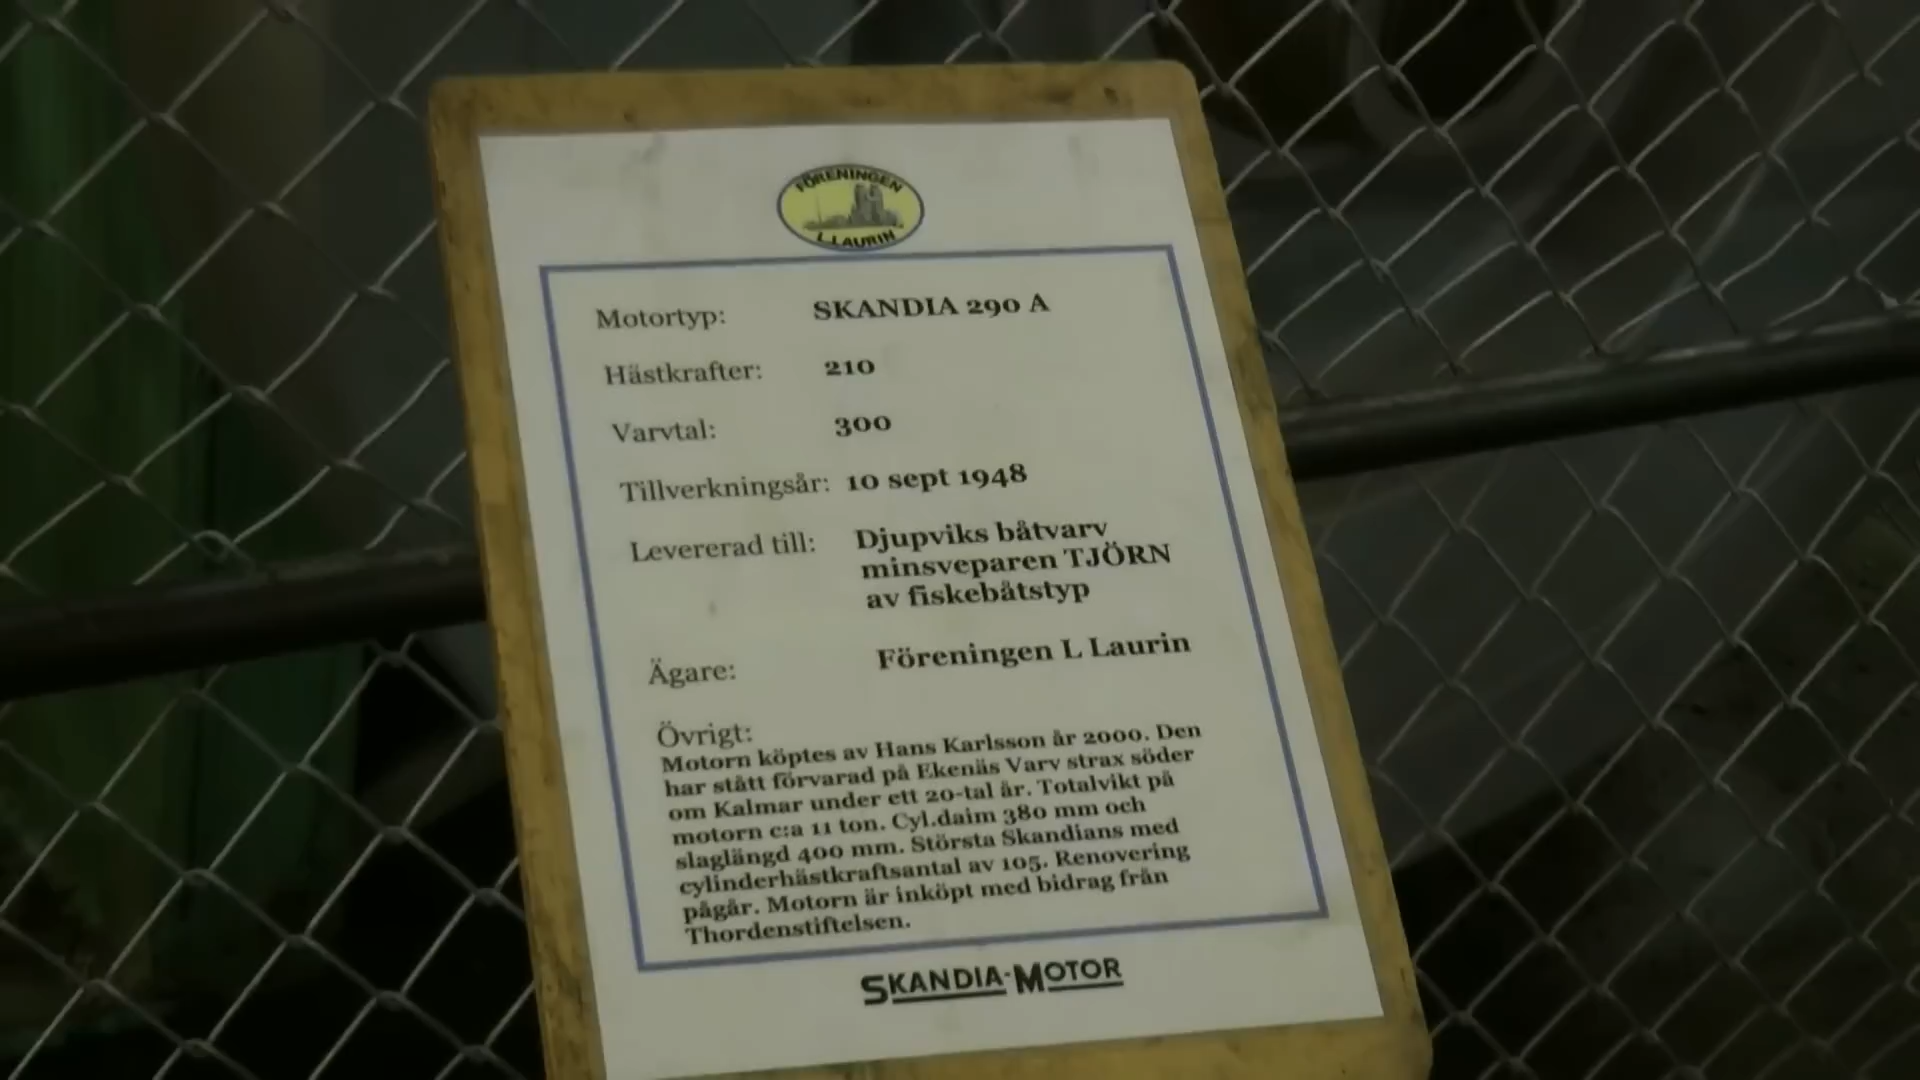 FÖRENINGEN
L.LAURIN
Motortyp: SKANDIA 290 A
Hästkrafter: 210
Varvtal: 300
Tillverkningsår: 10 sept 1948
Levererad till: Djupviks båtvarv
minsveparen TJÖRN
av fiskebåtstyp
Ägare: Föreningen L Laurin
Övrigt:
Motorn köptes av Hans Karlsson år 2000. Den
har stått förvarad på Ekenäs Varv strax söder
om Kalmar under ett 20-tal år. Totalvikt på
motorn c:a 11 ton. Cyl.daim 380 mm och
slaglängd 400 mm. Största Skandians med
cylinderhästkraftsantal av 105. Renovering
pågår. Motorn är inköpt med bidrag från
Thordenstiftelsen.
SKANDIA-MOTOR